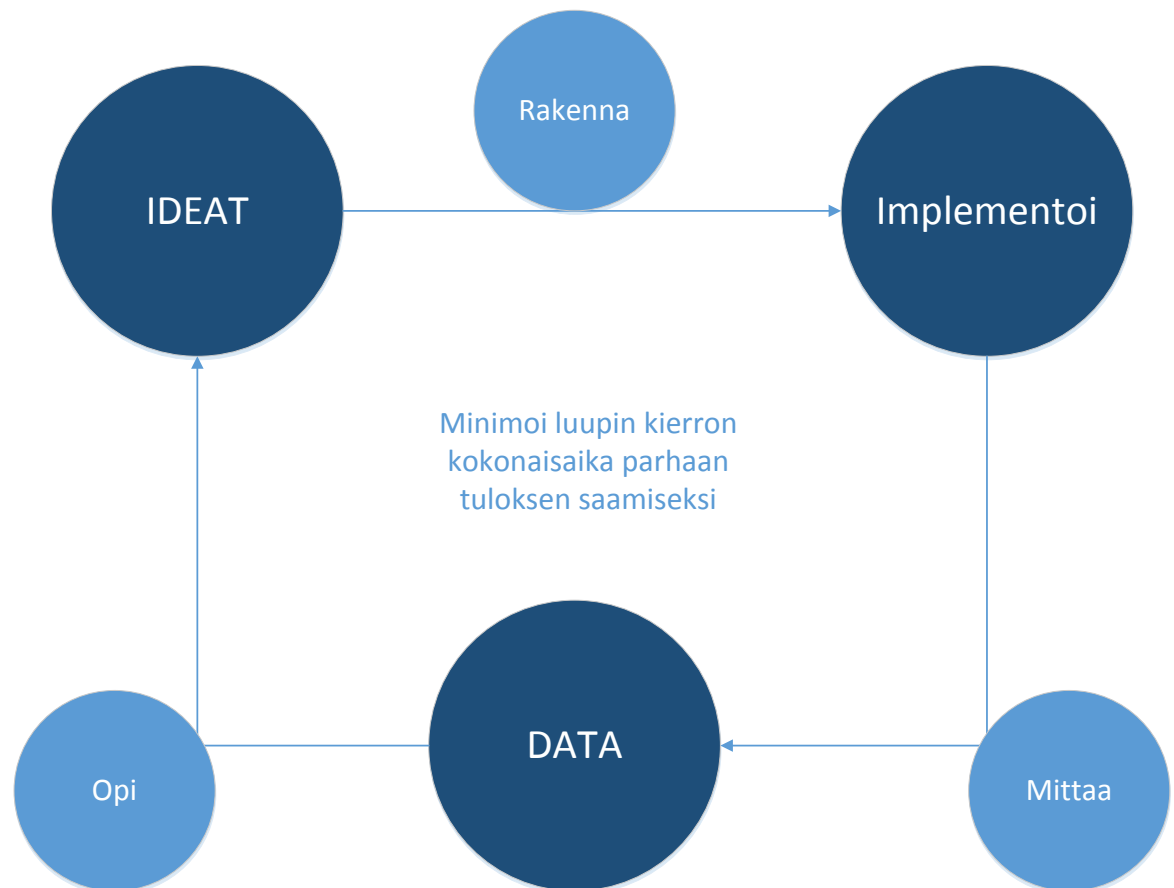 Rakenna
IDEAT
Implementoi
Minimoi luupin kierron
kokonaisaika parhaan
tuloksen saamiseksi
DATA
Opi
Mittaa